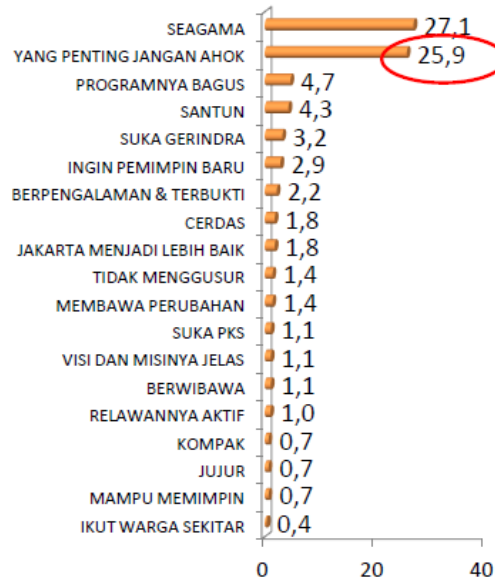 SEAGAMA 27,1
YANG PENTING JANGAN AHOK 25,9
PROGRAMNYA BAGUS 4,7
SANTUN 4,3
SUKA GERINDRA 3,2
INGIN PEMIMPIN BARU 2,9
BERPENGALAMAN & TERBUKTI 2,2
CERDAS 1,8
JAKARTA MENJADI LEBIH BAIK 1,8
TIDAK MENGGUSUR 1,4
MEMBAWA PERUBAHAN 1,4
SUKA PKS 1,1
VISI DAN MISINYA JELAS 1,1
BERWIBAWA 1,1
RELAWANNYA AKTIF 1,0
KOMPAK 0,7
JUJUR 0,7
MAMPU MEMIMPIN 0,7
IKUT WARGA SEKITAR 0,4
0 20 40